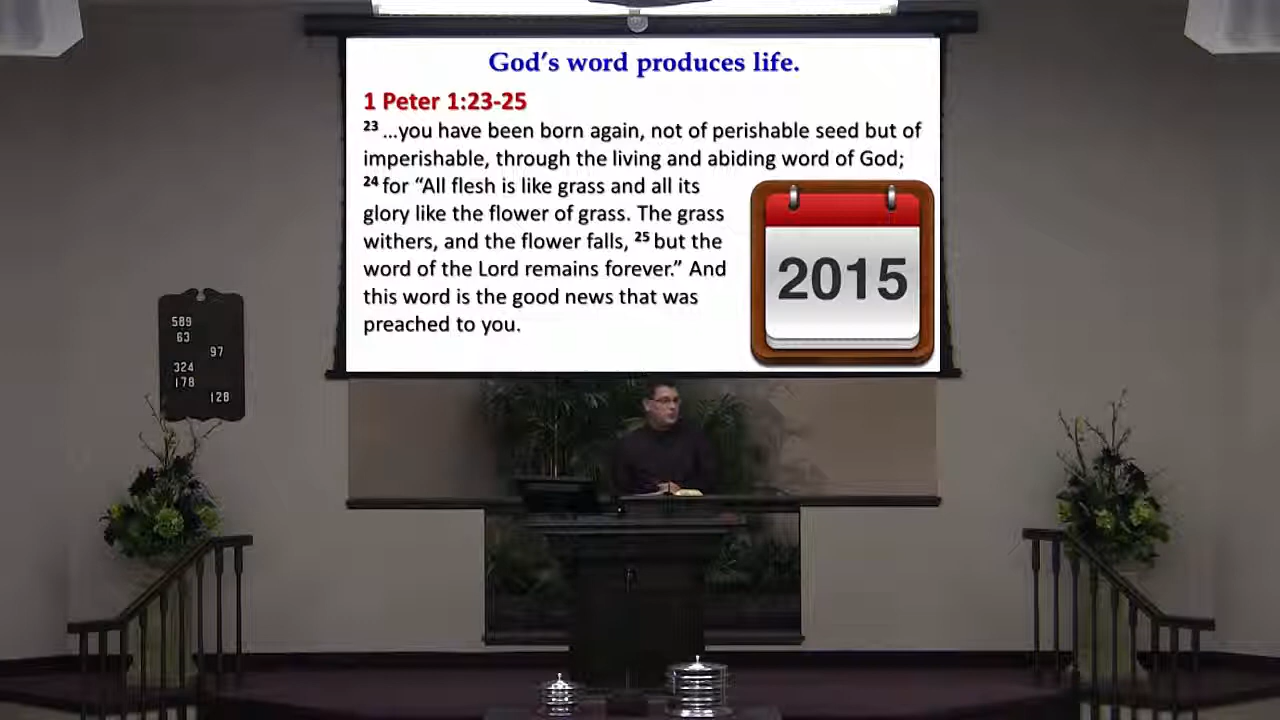 God's word produces life.
1 Peter 1:23-25
23 ...you have been born again, not of perishable seed but of
imperishable, through the living and abiding word of God;
24 for “All flesh is like grass and all its
glory like the flower of grass. The grass
withers, and the flower falls, 25 but the
word of the Lord remains forever.” And
this word is the good news that was
preached to you.
2015
589
63
97
324
178
128